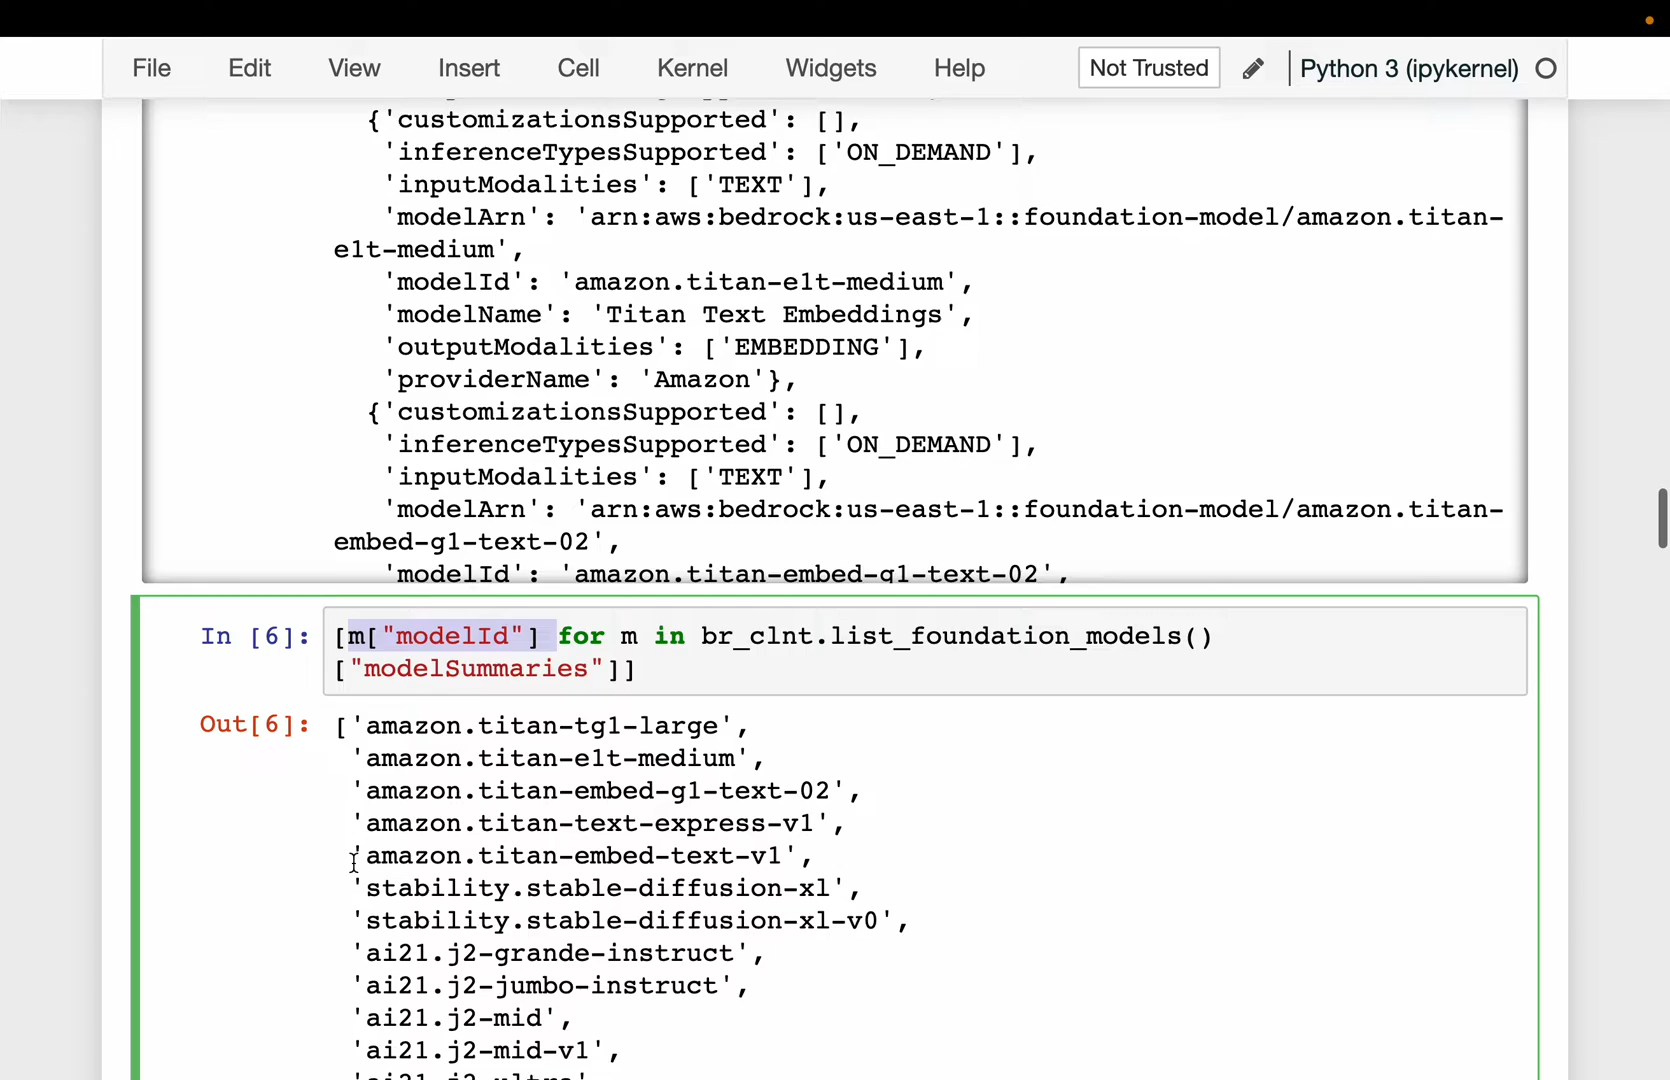 File Edit View Insert Cell Kernel Widgets Help Not Trusted Python 3 (ipykernel)
{'customizationsSupported': [],
'inferenceTypesSupported': ['ON_DEMAND'],
'inputModalities': ['TEXT'],
'modelArn': 'arn:aws:bedrock:us-east-1::foundation-model/amazon.titan-
e1t-medium',
'modelId': 'amazon.titan-e1t-medium',
'modelName': 'Titan Text Embeddings',
'outputModalities': ['EMBEDDING'],
'providerName': 'Amazon'},
{'customizationsSupported': [],
'inferenceTypesSupported': ['ON_DEMAND'],
'inputModalities': ['TEXT'],
'modelArn': 'arn:aws:bedrock:us-east-1::foundation-model/amazon.titan-
embed-g1-text-02',
'modelId': 'amazon.titan-embed-g1-text-02',
In [6]: [m["modelId"] for m in br_clnt.list_foundation_models()
["modelSummaries"]]
Out[6]: ['amazon.titan-tg1-large',
'amazon.titan-e1t-medium',
'amazon.titan-embed-g1-text-02',
'amazon.titan-text-express-v1',
'amazon.titan-embed-text-v1',
'stability.stable-diffusion-xl',
'stability.stable-diffusion-xl-v0',
'ai21.j2-grande-instruct',
'ai21.j2-jumbo-instruct',
'ai21.j2-mid',
'ai21.j2-mid-v1',